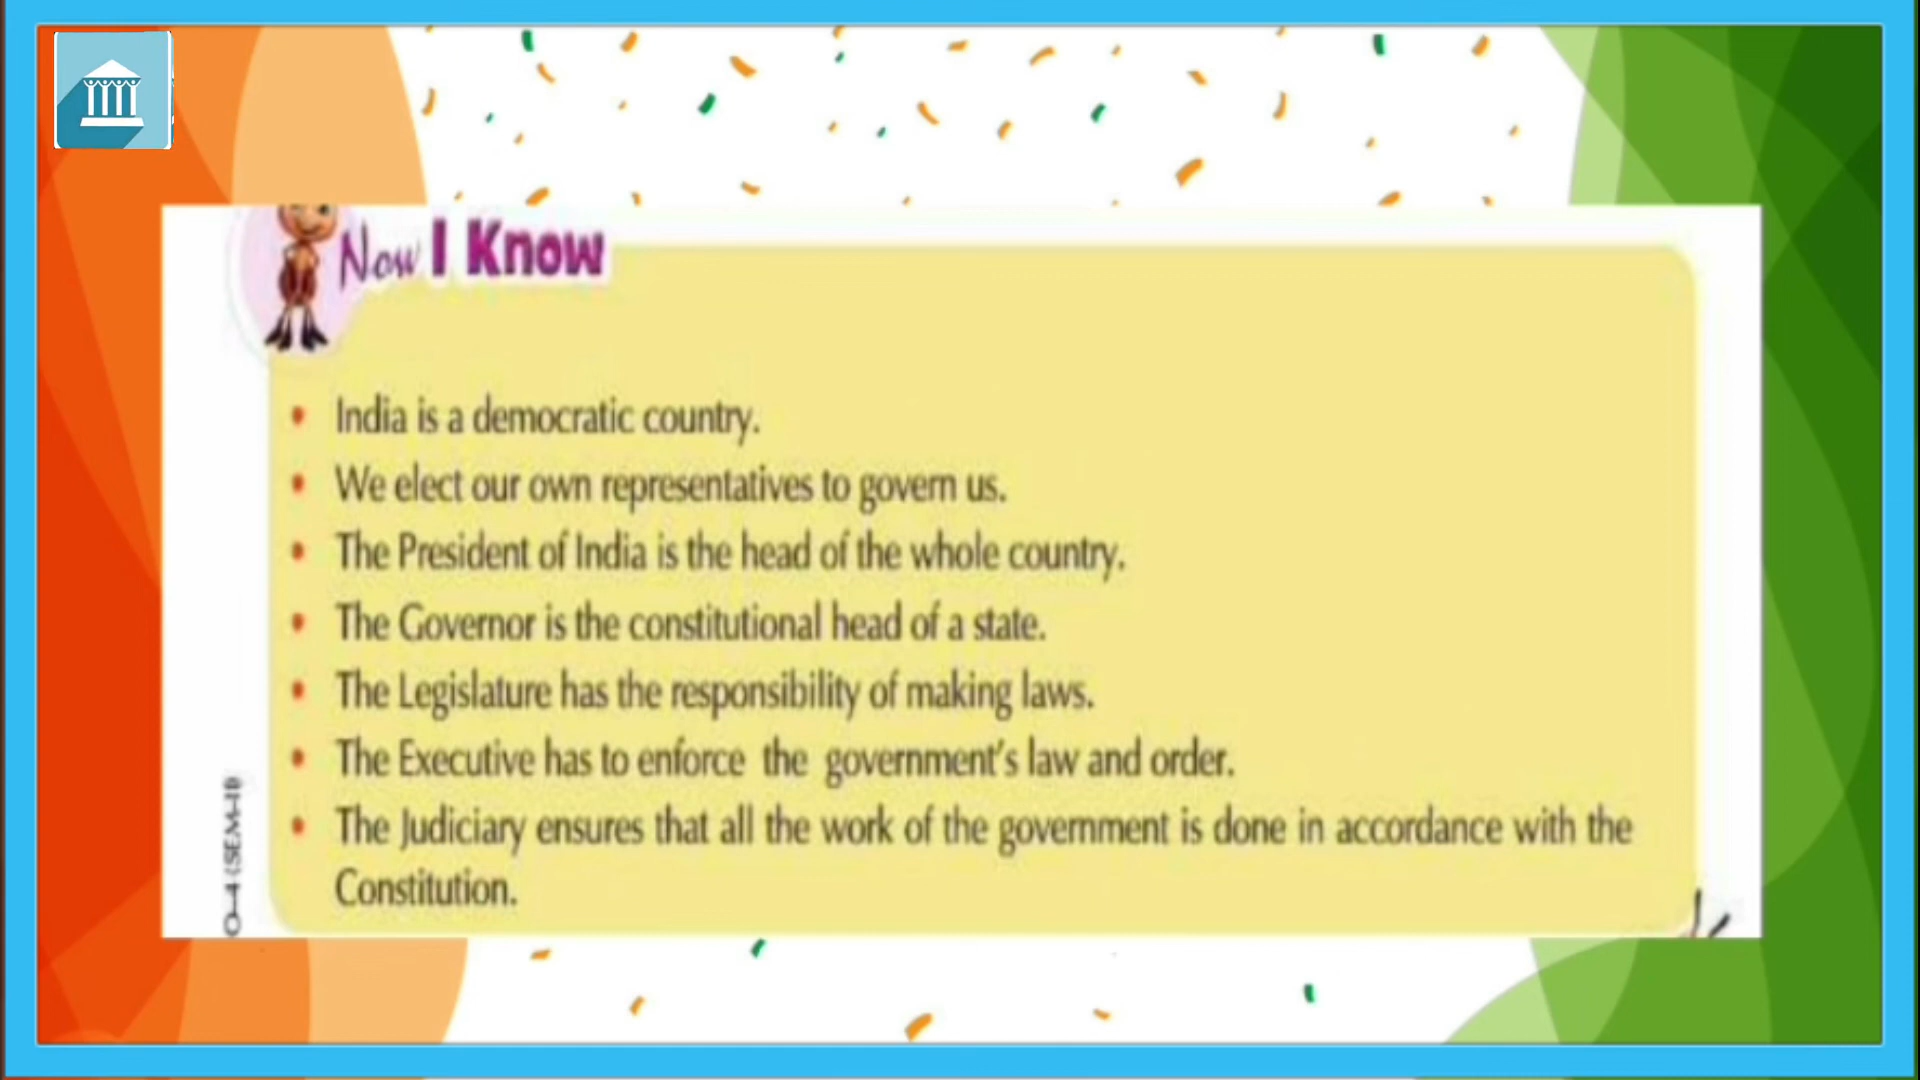 Now I Know
• India is a democratic country.
• We elect our own representatives to govern us.
• The President of India is the head of the whole country.
• The Governor is the constitutional head of a state.
• The Legislature has the responsibility of making laws.
• The Executive has to enforce the government's law and order.
• The Judiciary ensures that all the work of the government is done in accordance with the
Constitution.
(SEM-II)